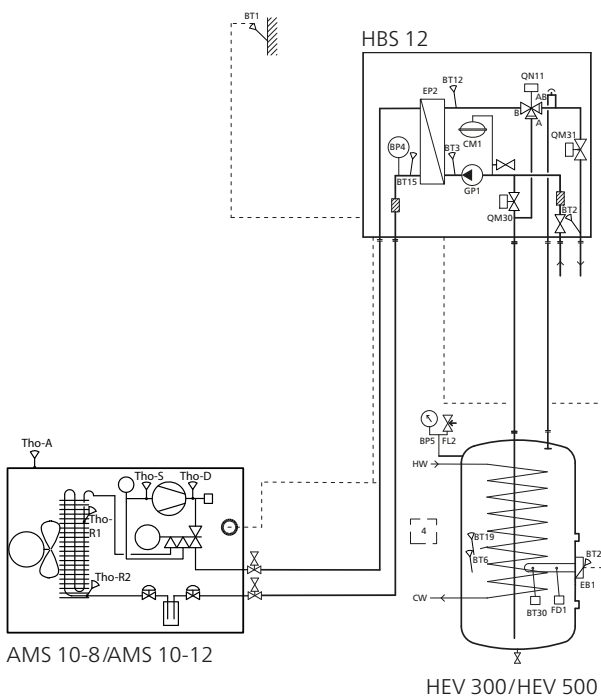 BT1
HBS 12
BT12
QN11
EP2
AB
B
A
CM1
QM31
BP4
BT3
BT15
GP1
QM30
BT2
BP5 FL2
Tho-A
Tho-S
Tho-D
HW
Tho-
R1
4
BT19
BT6
BT2
Tho-R2
EB1
CW
BT30
FD1
AMS 10-8/AMS 10-12
HEV 300/HEV 500